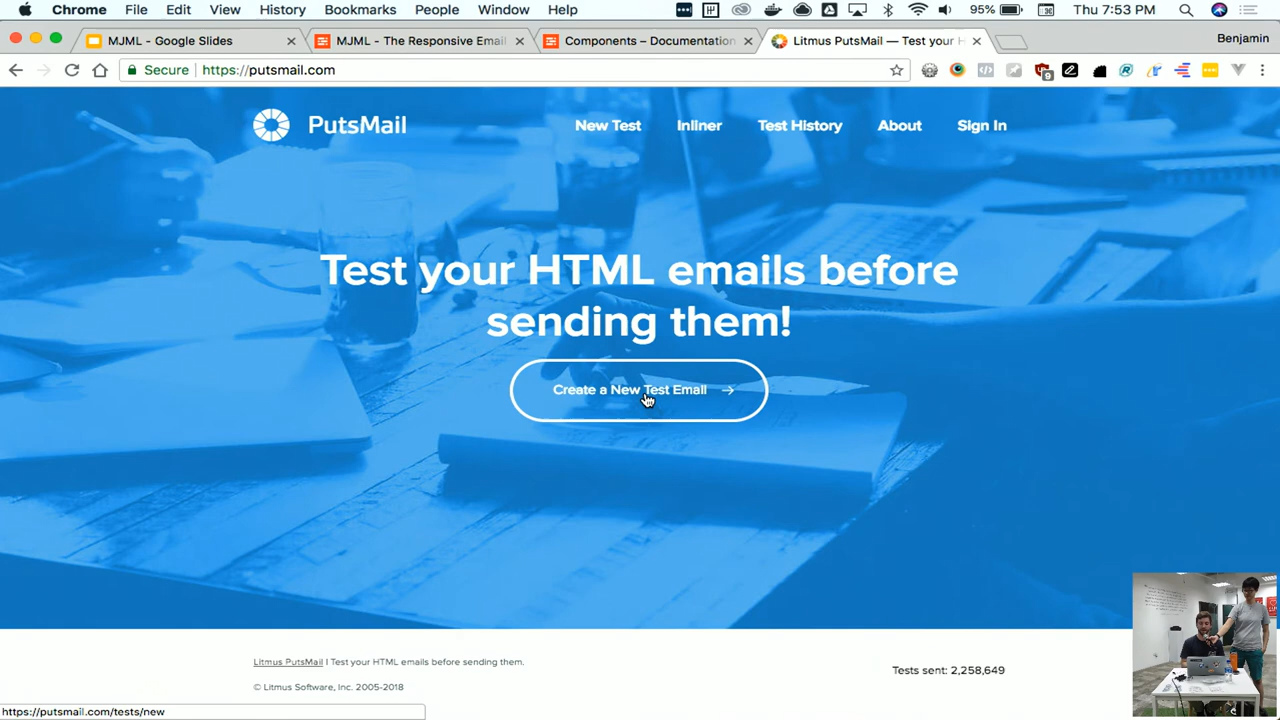 Chrome File Edit View History Bookmarks People Window Help 95% Thu 7:53 PM
MJML - Google Slides
MJML - The Responsive Email
Components – Documentation
Litmus PutsMail — Test your H
Benjamin
Secure https://putsmail.com
9
PutsMail
New Test Inliner Test History About Sign In
Test your HTML emails before
sending them!
Create a New Test Email →
Litmus PutsMail | Test your HTML emails before sending them.
Tests sent: 2,258,649
© Litmus Software, Inc. 2005-2018
https://putsmail.com/tests/new